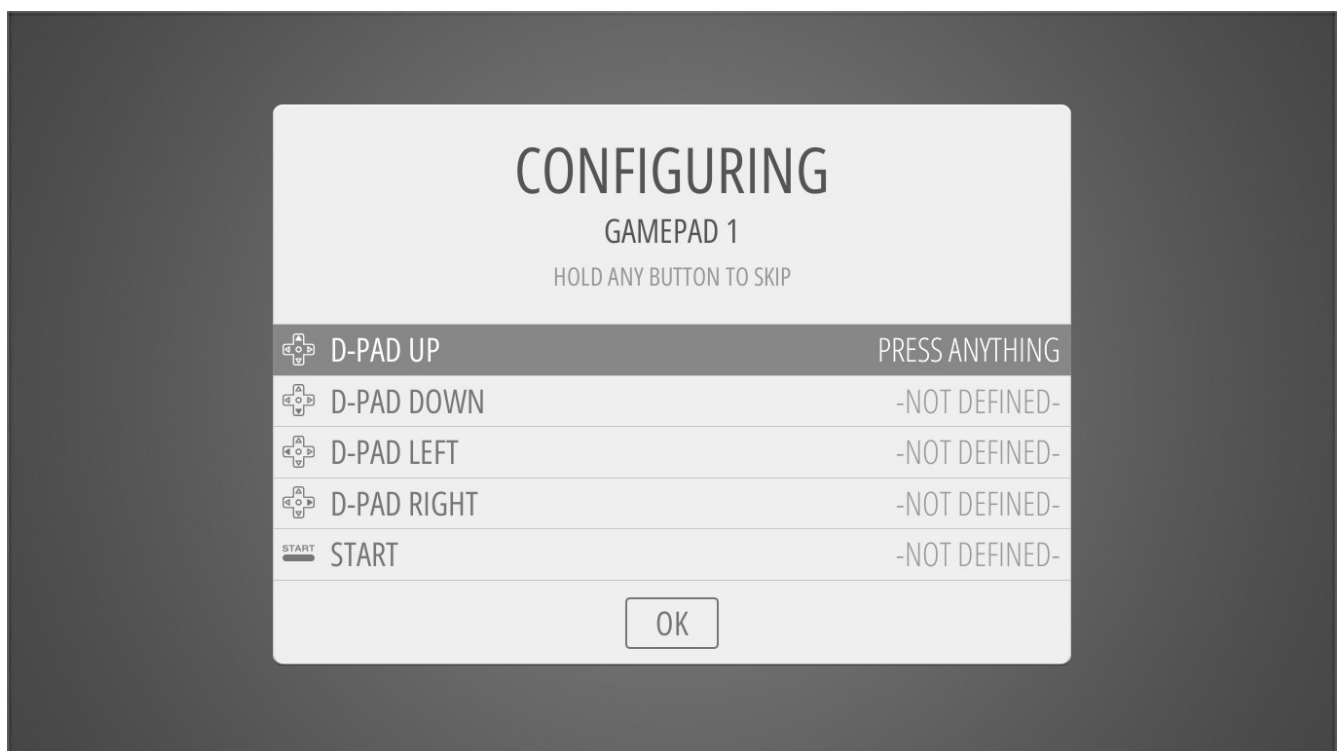 CONFIGURING
GAMEPAD 1
HOLD ANY BUTTON TO SKIP
D-PAD UP PRESS ANYTHING
D-PAD DOWN -NOT DEFINED-
D-PAD LEFT -NOT DEFINED-
D-PAD RIGHT -NOT DEFINED-
START START -NOT DEFINED-
OK